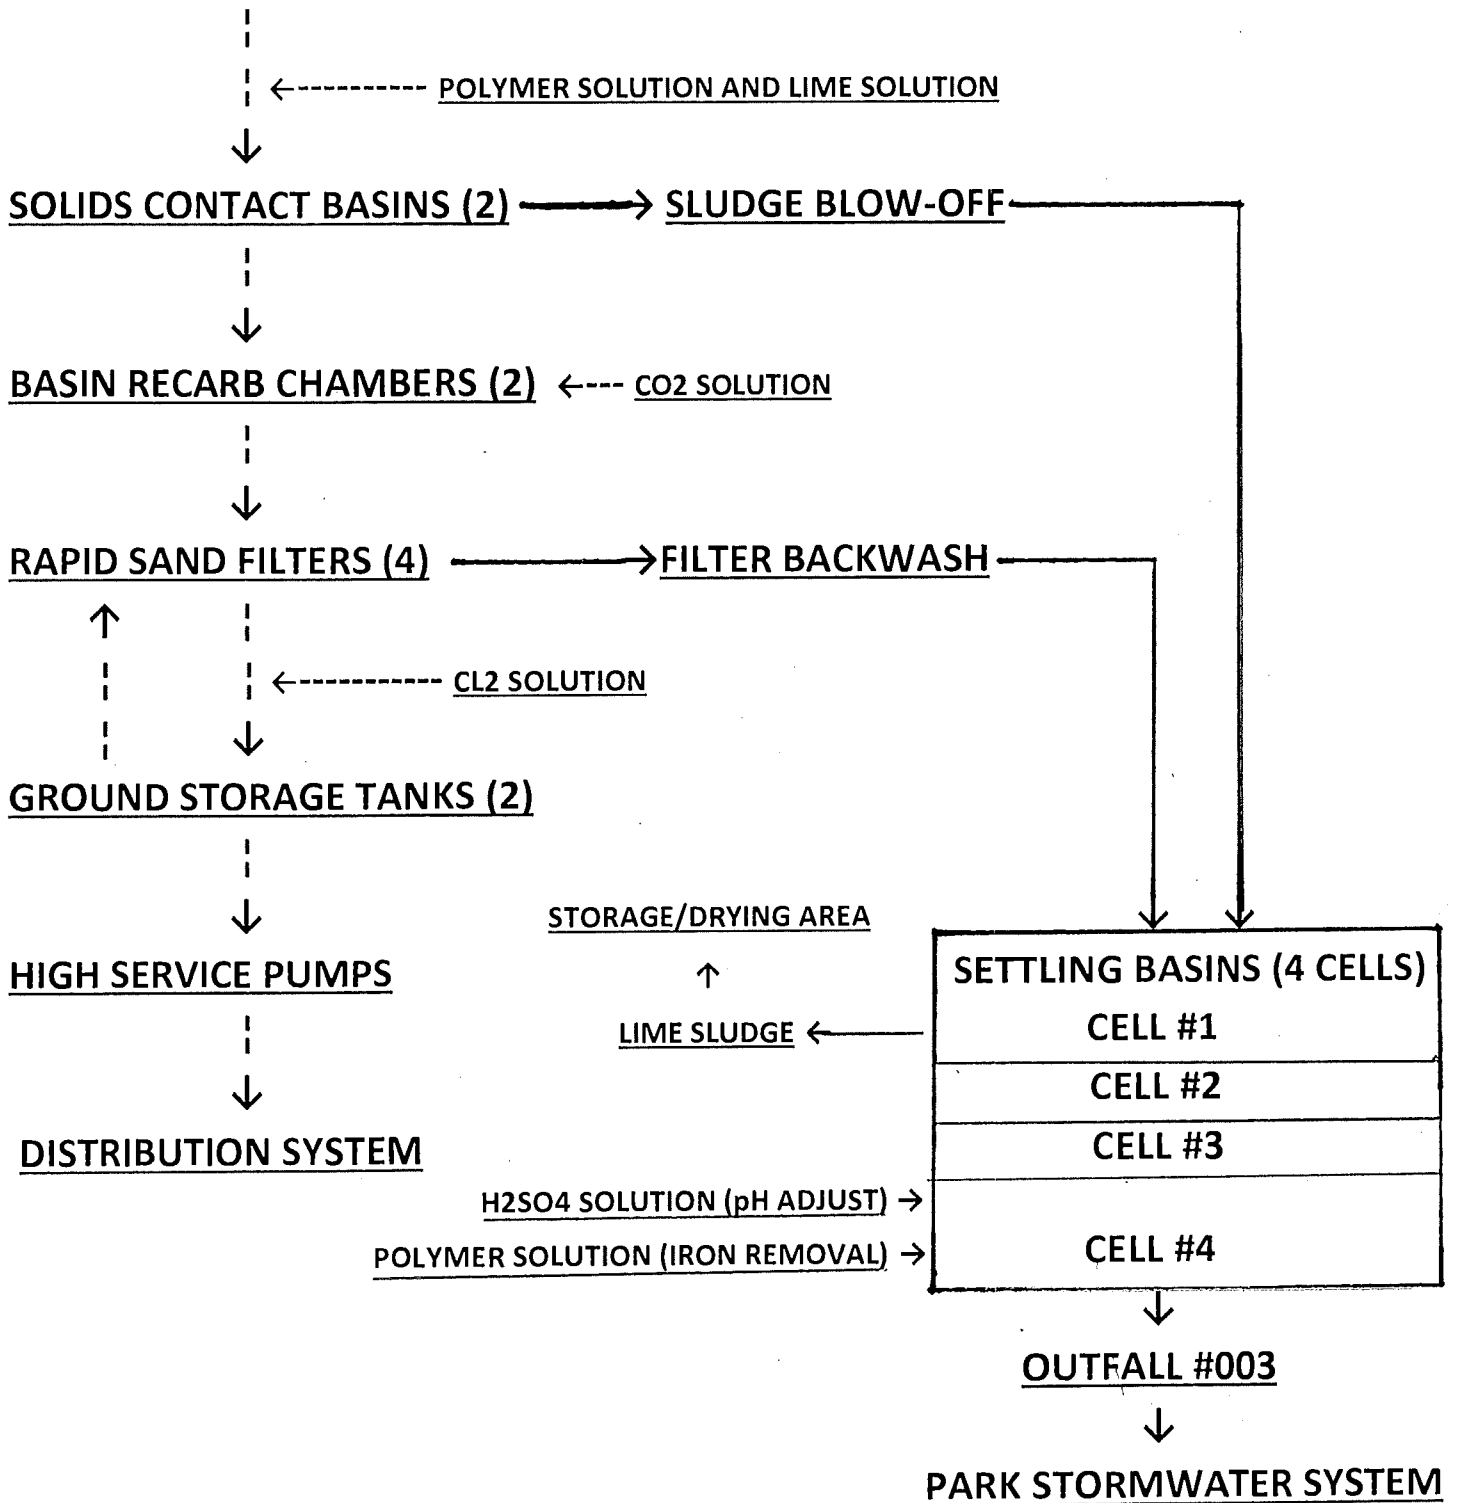 POLYMER SOLUTION AND LIME SOLUTION
SOLIDS CONTACT BASINS (2)
SLUDGE BLOW-OFF
BASIN RECARB CHAMBERS (2)
CO2 SOLUTION
RAPID SAND FILTERS (4)
FILTER BACKWASH
CL2 SOLUTION
GROUND STORAGE TANKS (2)
STORAGE/DRYING AREA
HIGH SERVICE PUMPS
SETTLING BASINS (4 CELLS)
LIME SLUDGE
CELL #1
CELL #2
DISTRIBUTION SYSTEM
CELL #3
H2SO4 SOLUTION (pH ADJUST)
POLYMER SOLUTION (IRON REMOVAL)
CELL #4
OUTFALL #003
PARK STORMWATER SYSTEM